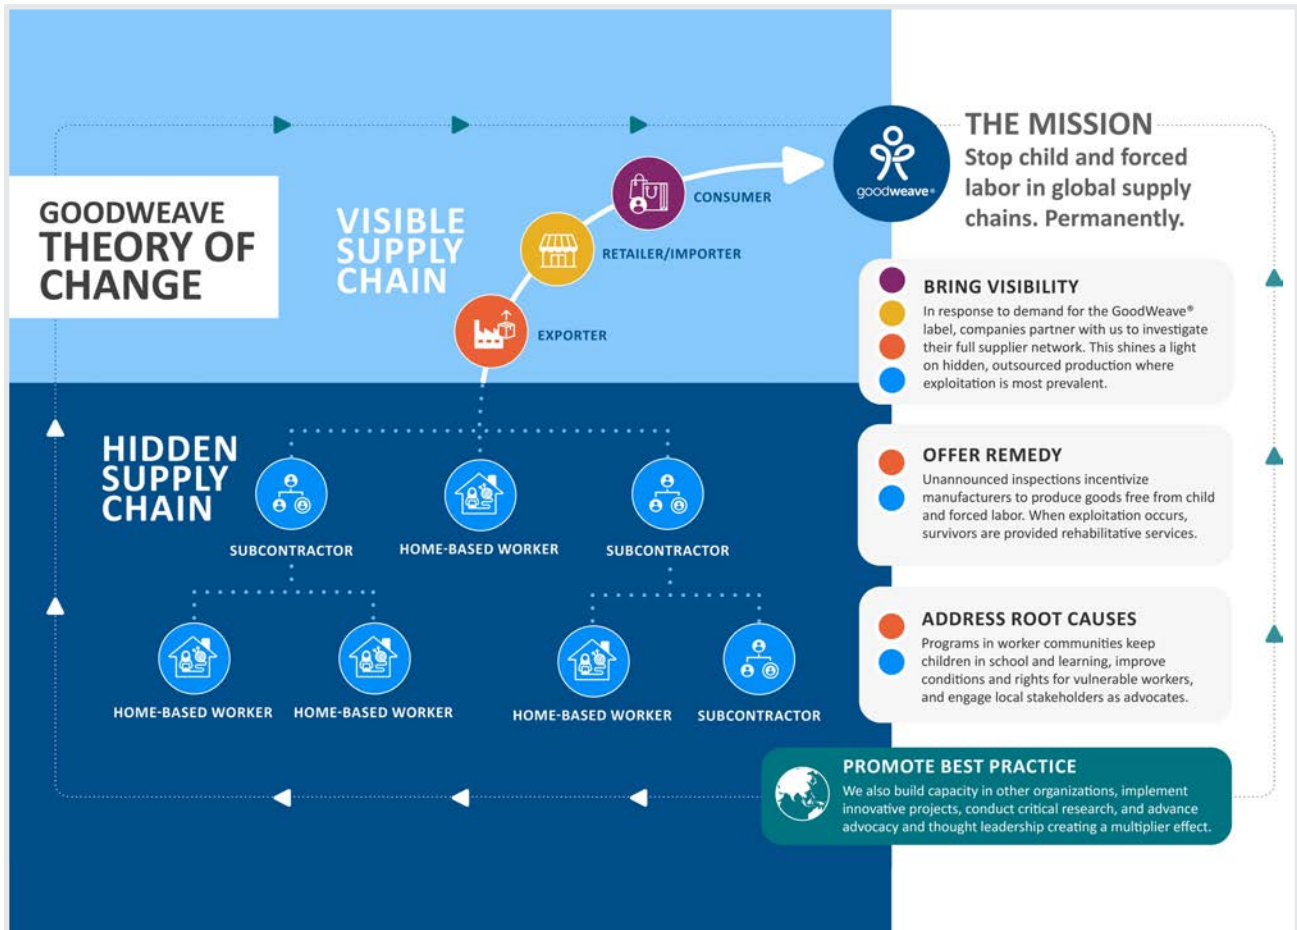 GOODWEAVE
THEORY OF
CHANGE
VISIBLE
SUPPLY
CHAIN
CONSUMER
RETAILER/IMPORTER
EXPORTER
HIDDEN
SUPPLY
CHAIN
SUBCONTRACTOR
HOME-BASED WORKER
SUBCONTRACTOR
HOME-BASED WORKER
HOME-BASED WORKER
HOME-BASED WORKER
SUBCONTRACTOR
goodweave®
THE MISSION
Stop child and forced
labor in global supply
chains. Permanently.
BRING VISIBILITY
In response to demand for the GoodWeave®
label, companies partner with us to investigate
their full supplier network. This shines a light
on hidden, outsourced production where
exploitation is most prevalent.
OFFER REMEDY
Unannounced inspections incentivize
manufacturers to produce goods free from child
and forced labor. When exploitation occurs,
survivors are provided rehabilitative services.
ADDRESS ROOT CAUSES
Programs in worker communities keep
children in school and learning, improve
conditions and rights for vulnerable workers,
and engage local stakeholders as advocates.
PROMOTE BEST PRACTICE
We also build capacity in other organizations, implement
innovative projects, conduct critical research, and advance
advocacy and thought leadership creating a multiplier effect.